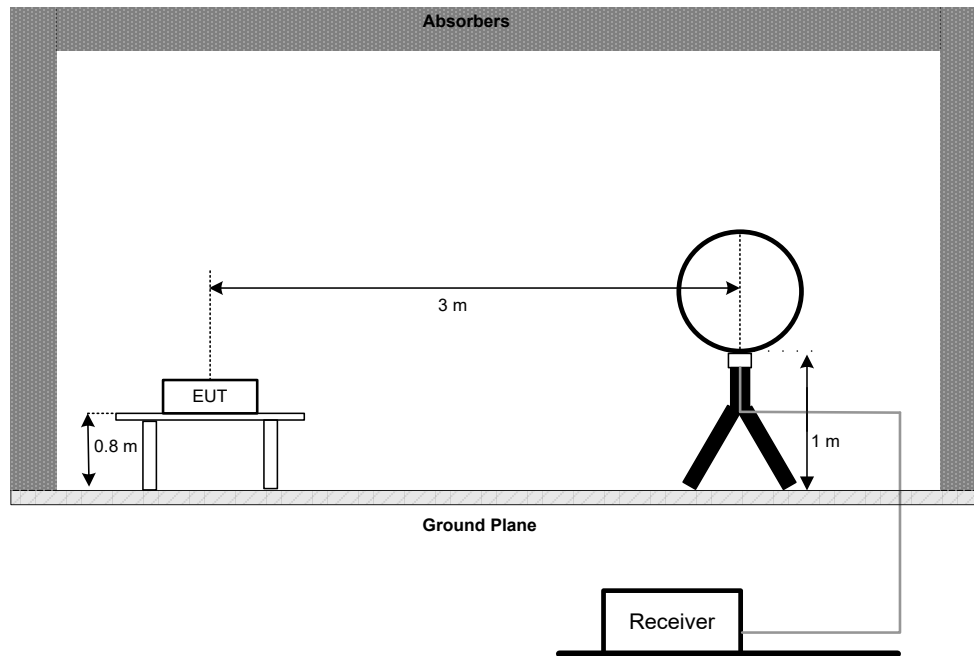 Absorbers
3 m
EUT
0.8 m
1 m
Ground Plane
Receiver